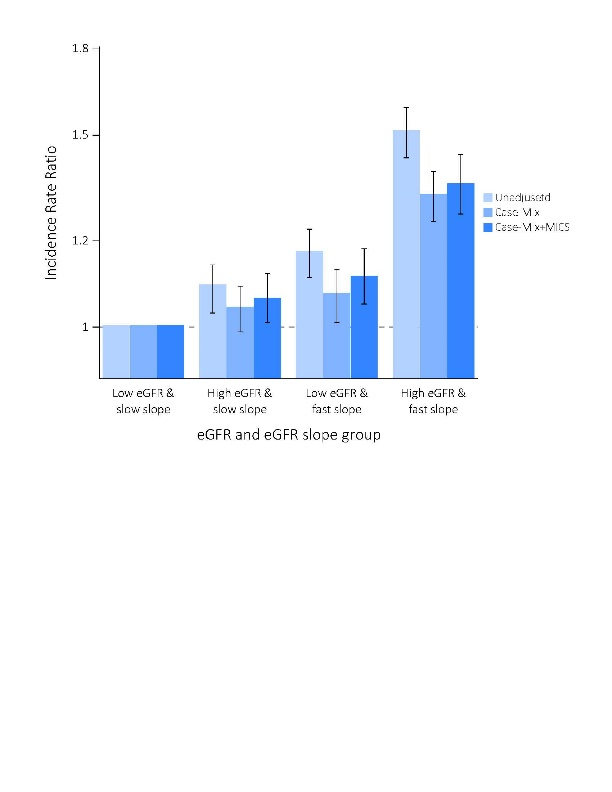 1.8
1.5
1.2
1
Incidence Rate Ratio
Unadjusetd
Case-Mix
Case-Mix+MICS
Low eGFR &
slow slope
High eGFR &
slow slope
Low eGFR &
fast slope
High eGFR &
fast slope
eGFR and eGFR slope group